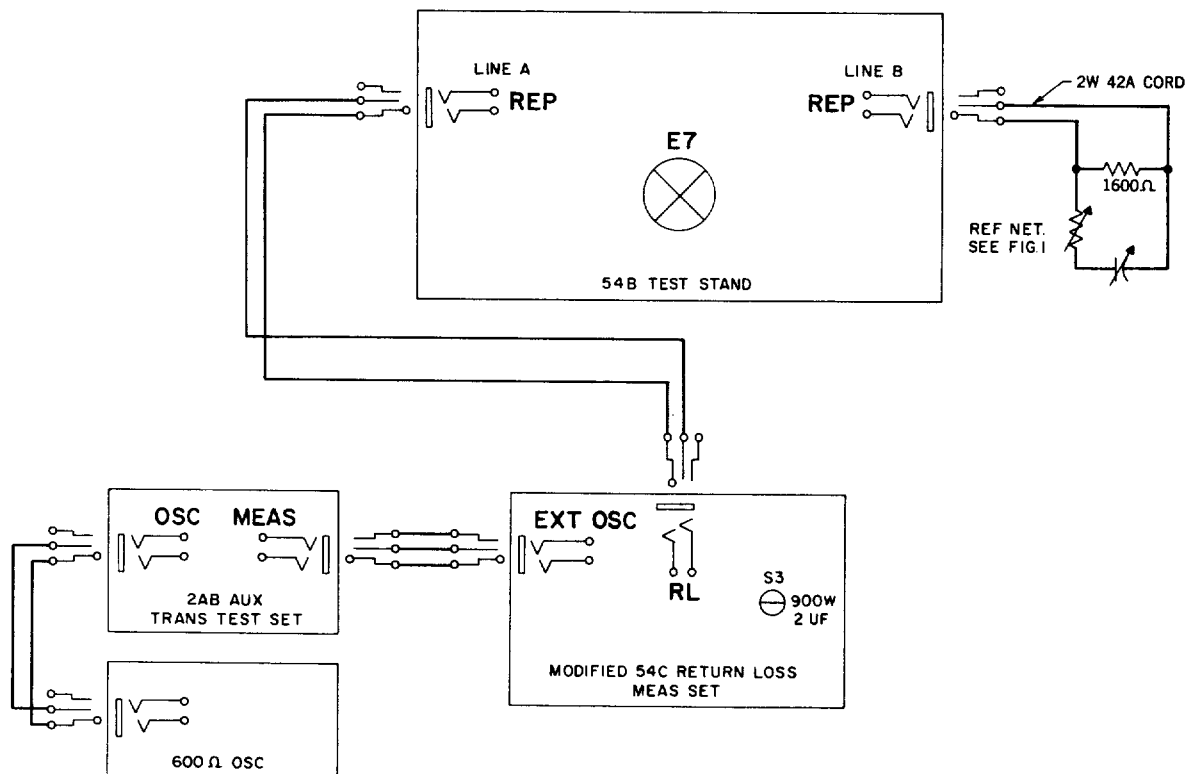 LINE A
REP
LINE B
REP
2W 42A CORD
E7
1600Ω
REF NET.
SEE FIG.1
54B TEST STAND
OSC MEAS
2AB AUX
TRANS TEST SET
EXT OSC
RL
S3
900W
2 UF
MODIFIED 54C RETURN LOSS
MEAS SET
600Ω OSC